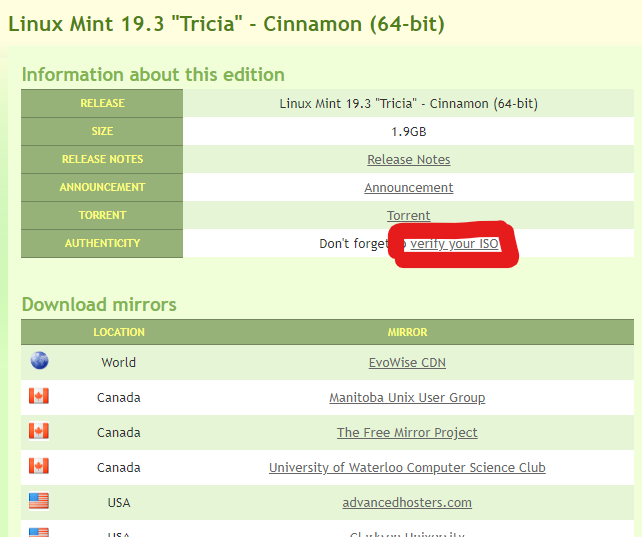 Linux Mint 19.3 "Tricia" - Cinnamon (64-bit)
Information about this edition
RELEASE Linux Mint 19.3 "Tricia" - Cinnamon (64-bit)
SIZE 1.9GB
RELEASE NOTES Release Notes
ANNOUNCEMENT Announcement
TORRENT Torrent
AUTHENTICITY Don't forget verify your ISO
Download mirrors
LOCATION MIRROR
World EvoWise CDN
Canada Manitoba Unix User Group
Canada The Free Mirror Project
Canada University of Waterloo Computer Science Club
USA advancedhosters.com
USA Clarkson University